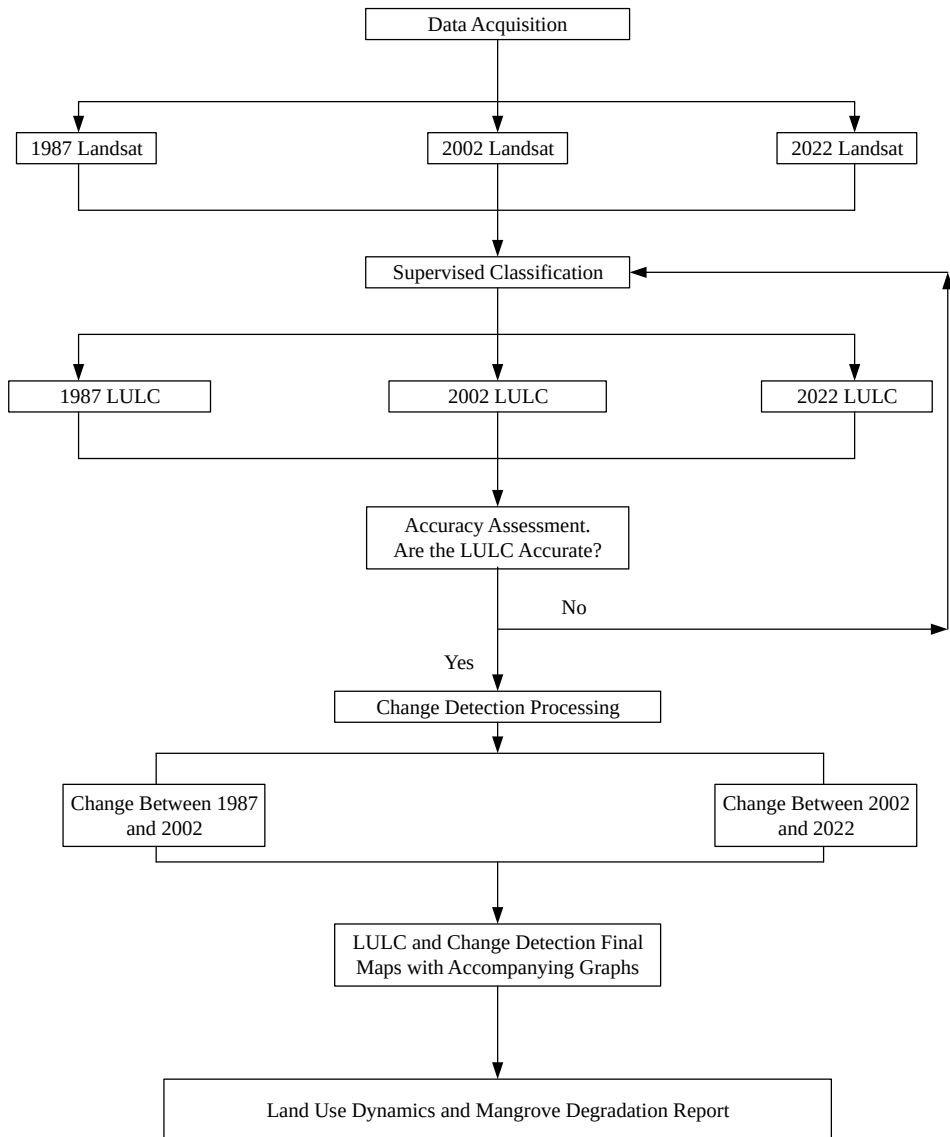 Data Acquisition
1987 Landsat
2002 Landsat
2022 Landsat
Supervised Classification
1987 LULC
2002 LULC
2022 LULC
Accuracy Assessment.
Are the LULC Accurate?
No
Yes
Change Detection Processing
Change Between 1987
and 2002
Change Between 2002
and 2022
LULC and Change Detection Final
Maps with Accompanying Graphs
Land Use Dynamics and Mangrove Degradation Report